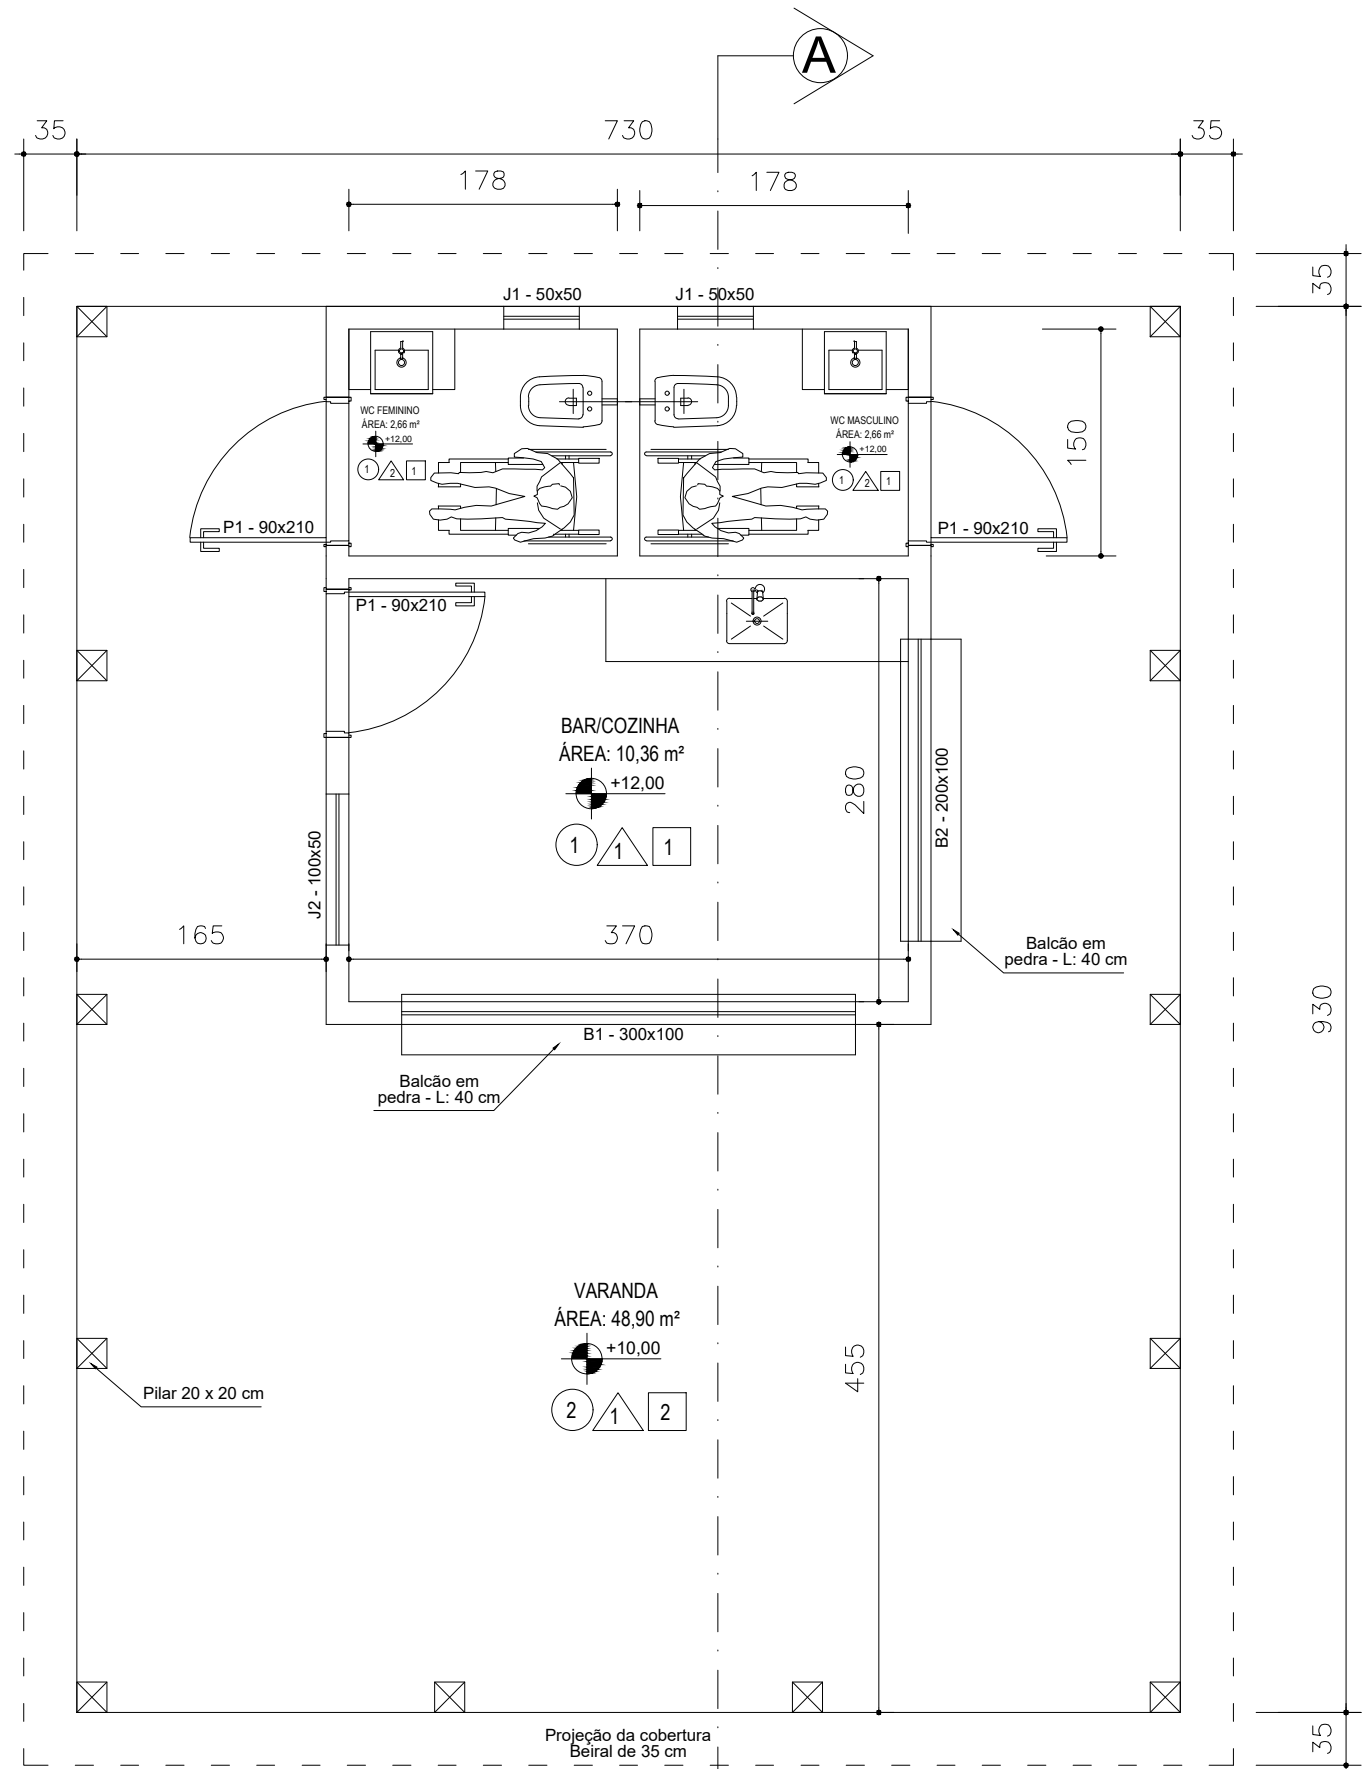 A
35
730
35
178
178
35
J1 - 50x50
J1 - 50x50
WC FEMININO
ÁREA: 2,66 m²
+12,00
1
2
1
WC MASCULINO
ÁREA: 2,66 m²
+12,00
1
2
1
150
P1 - 90x210
P1 - 90x210
P1 - 90x210
BAR/COZINHA
ÁREA: 10,36 m²
+12,00
1
1
1
280
B2 - 200x100
J2 - 100x50
165
370
Balcão em
pedra - L: 40 cm
930
B1 - 300x100
Balcão em
pedra - L: 40 cm
VARANDA
ÁREA: 48,90 m²
+10,00
2
1
2
455
Pilar 20 x 20 cm
Projeção da cobertura
Beiral de 35 cm
35